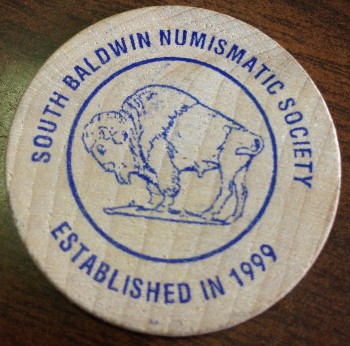 SOUTH BALDWIN NUMISMATIC SOCIETY
ESTABLISHED IN 1999